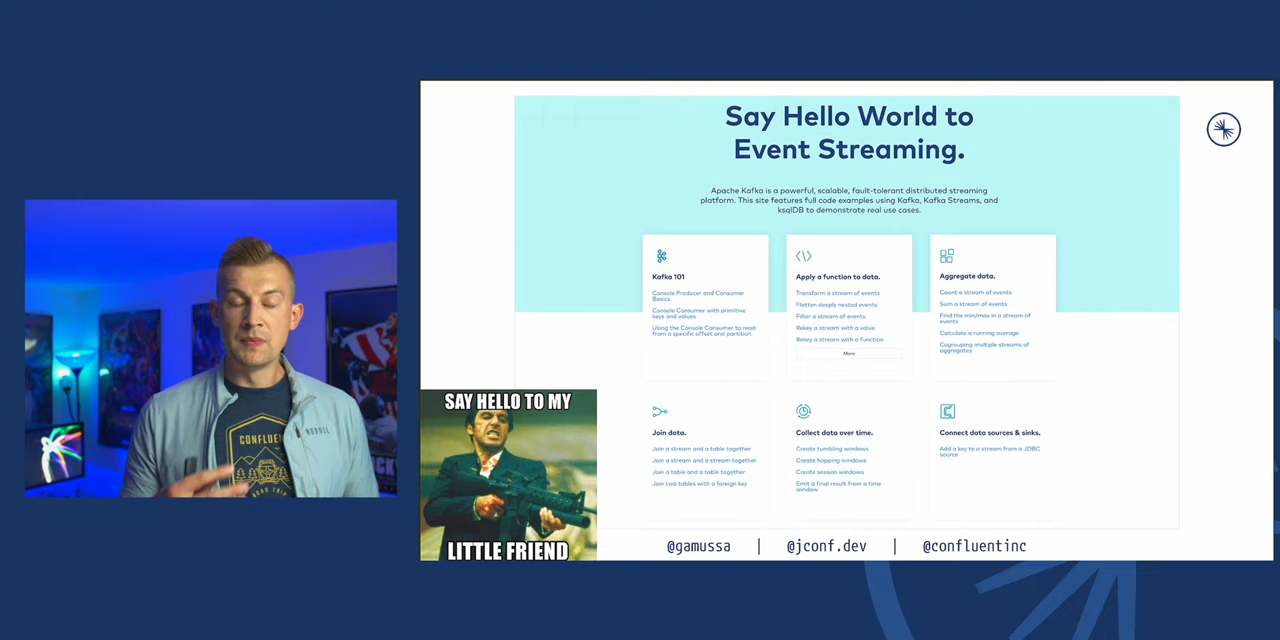 Say Hello World to
Event Streaming.
Apache Kafka is a powerful, scalable, fault-tolerant distributed streaming
platform. This site features full code examples using Kafka, Kafka Streams, and
ksqlDB to demonstrate real use cases.
Kafka 101
Console Producer and Consumer
Basics
Console Consumer with primitive
keys and values
Using the Console Consumer to read
from a specific offset and partition
Apply a function to data.
Transform a stream of events
Flatten deeply nested events
Filter a stream of events
Rekey a stream with a value
Rekey a stream with a function
More
Aggregate data.
Count a stream of events
Sum a stream of events
Find the min/max in a stream of
events
Calculate a running average
Cogrouping multiple streams of
aggregates
Join data.
Join a stream and a table together
Join a stream and a stream together
Join a table and a table together
Join two tables with a foreign key
Collect data over time.
Create tumbling windows
Create hopping windows
Create session windows
Emit a final result from a time
window
Connect data sources & sinks.
Add a key to a stream from a JDBC
source
SAY HELLO TO MY
LITTLE FRIEND
@gamussa | @jconf.dev | @confluentinc
CONFLUE
ROAD TRIP